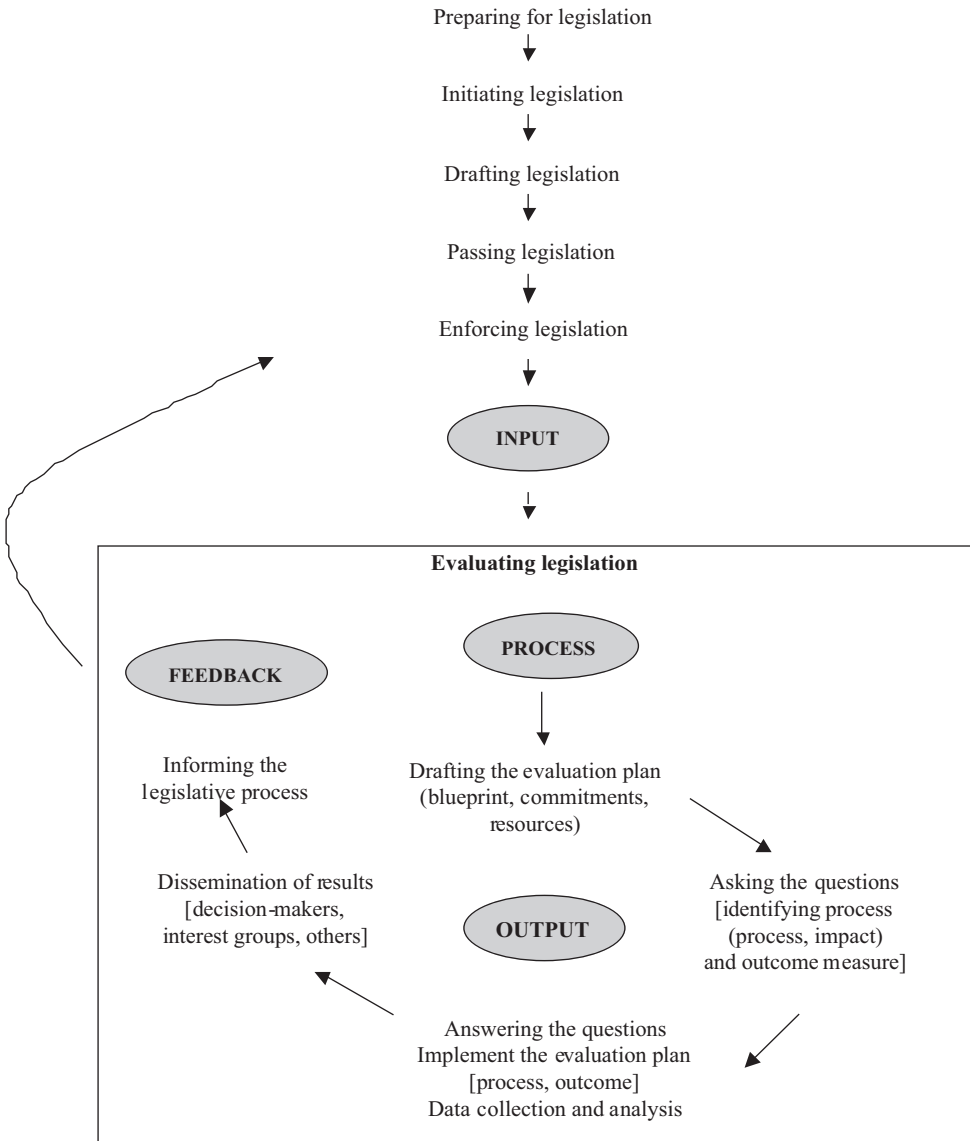 Preparing for legislation
Initiating legislation
Drafting legislation
Passing legislation
Enforcing legislation
INPUT
Evaluating legislation
PROCESS
FEEDBACK
Drafting the evaluation plan
(blueprint, commitments,
resources)
Informing the
legislative process
Asking the questions
[identifying process
(process, impact)
and outcome measure]
Dissemination of results
[decision-makers,
interest groups, others]
OUTPUT
Answering the questions
Implement the evaluation plan
[process, outcome]
Data collection and analysis